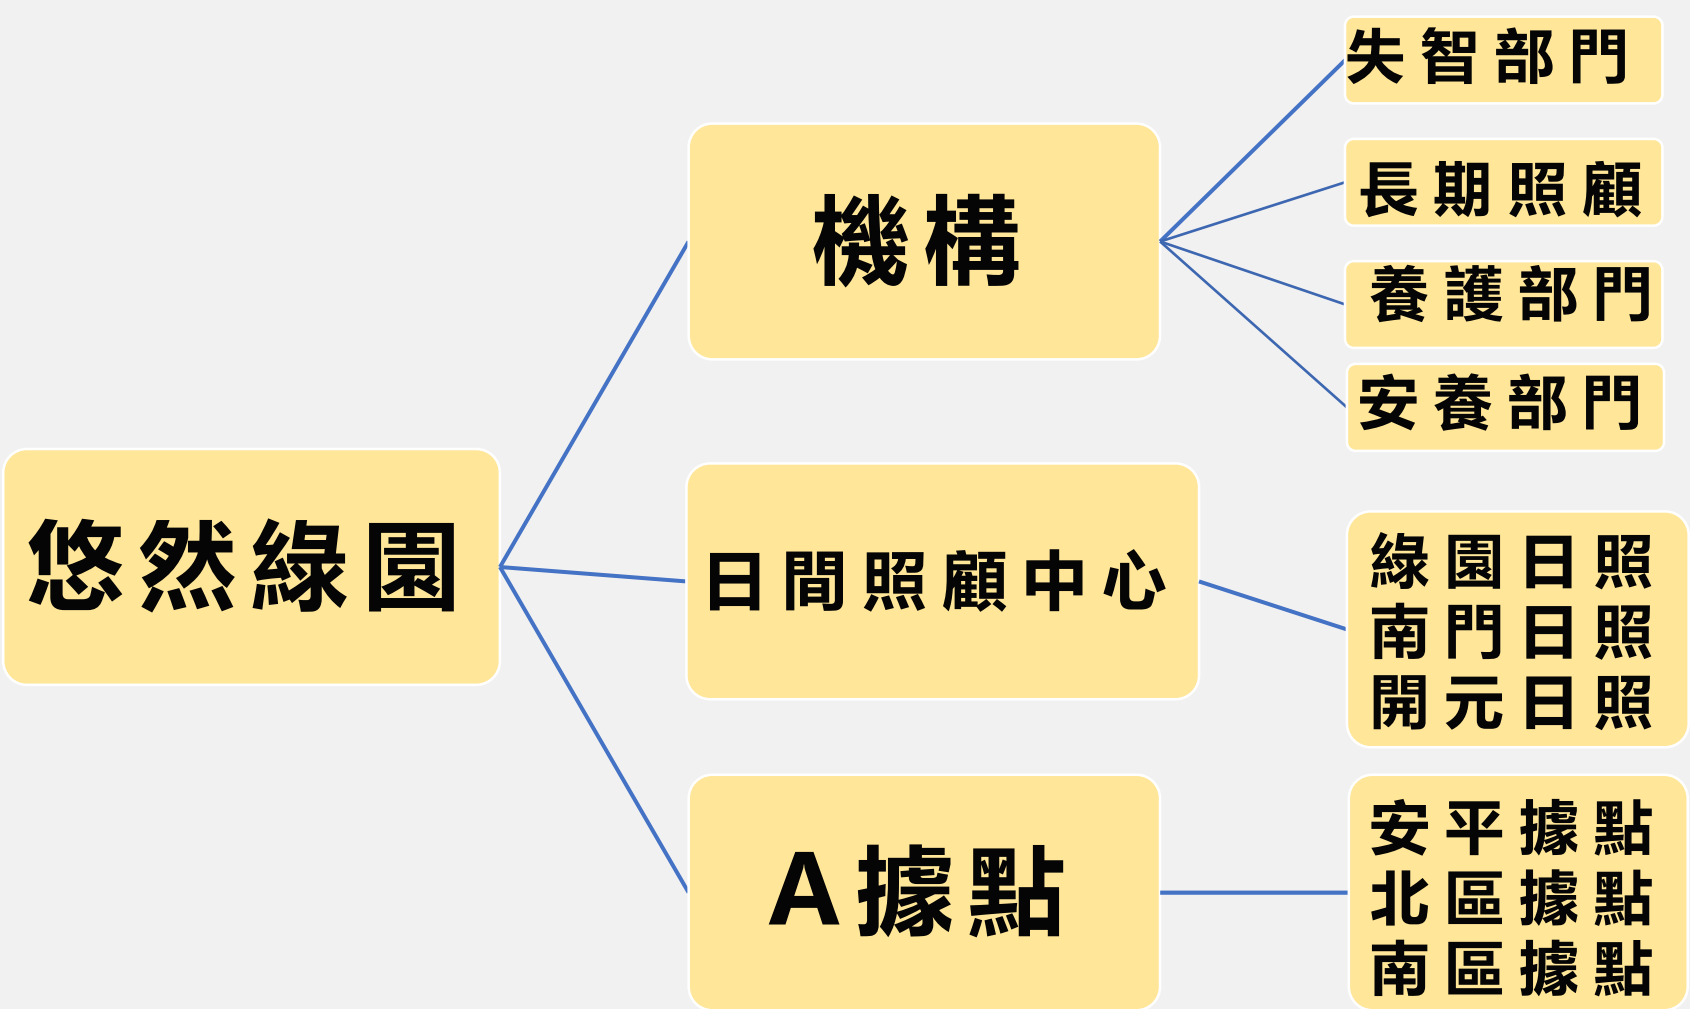 悠然綠園
機構
失智部門
長期照顧
養護部門
安養部門
日間照顧中心
綠園日照
南門日照
開元日照
A據點
安平據點
北區據點
南區據點